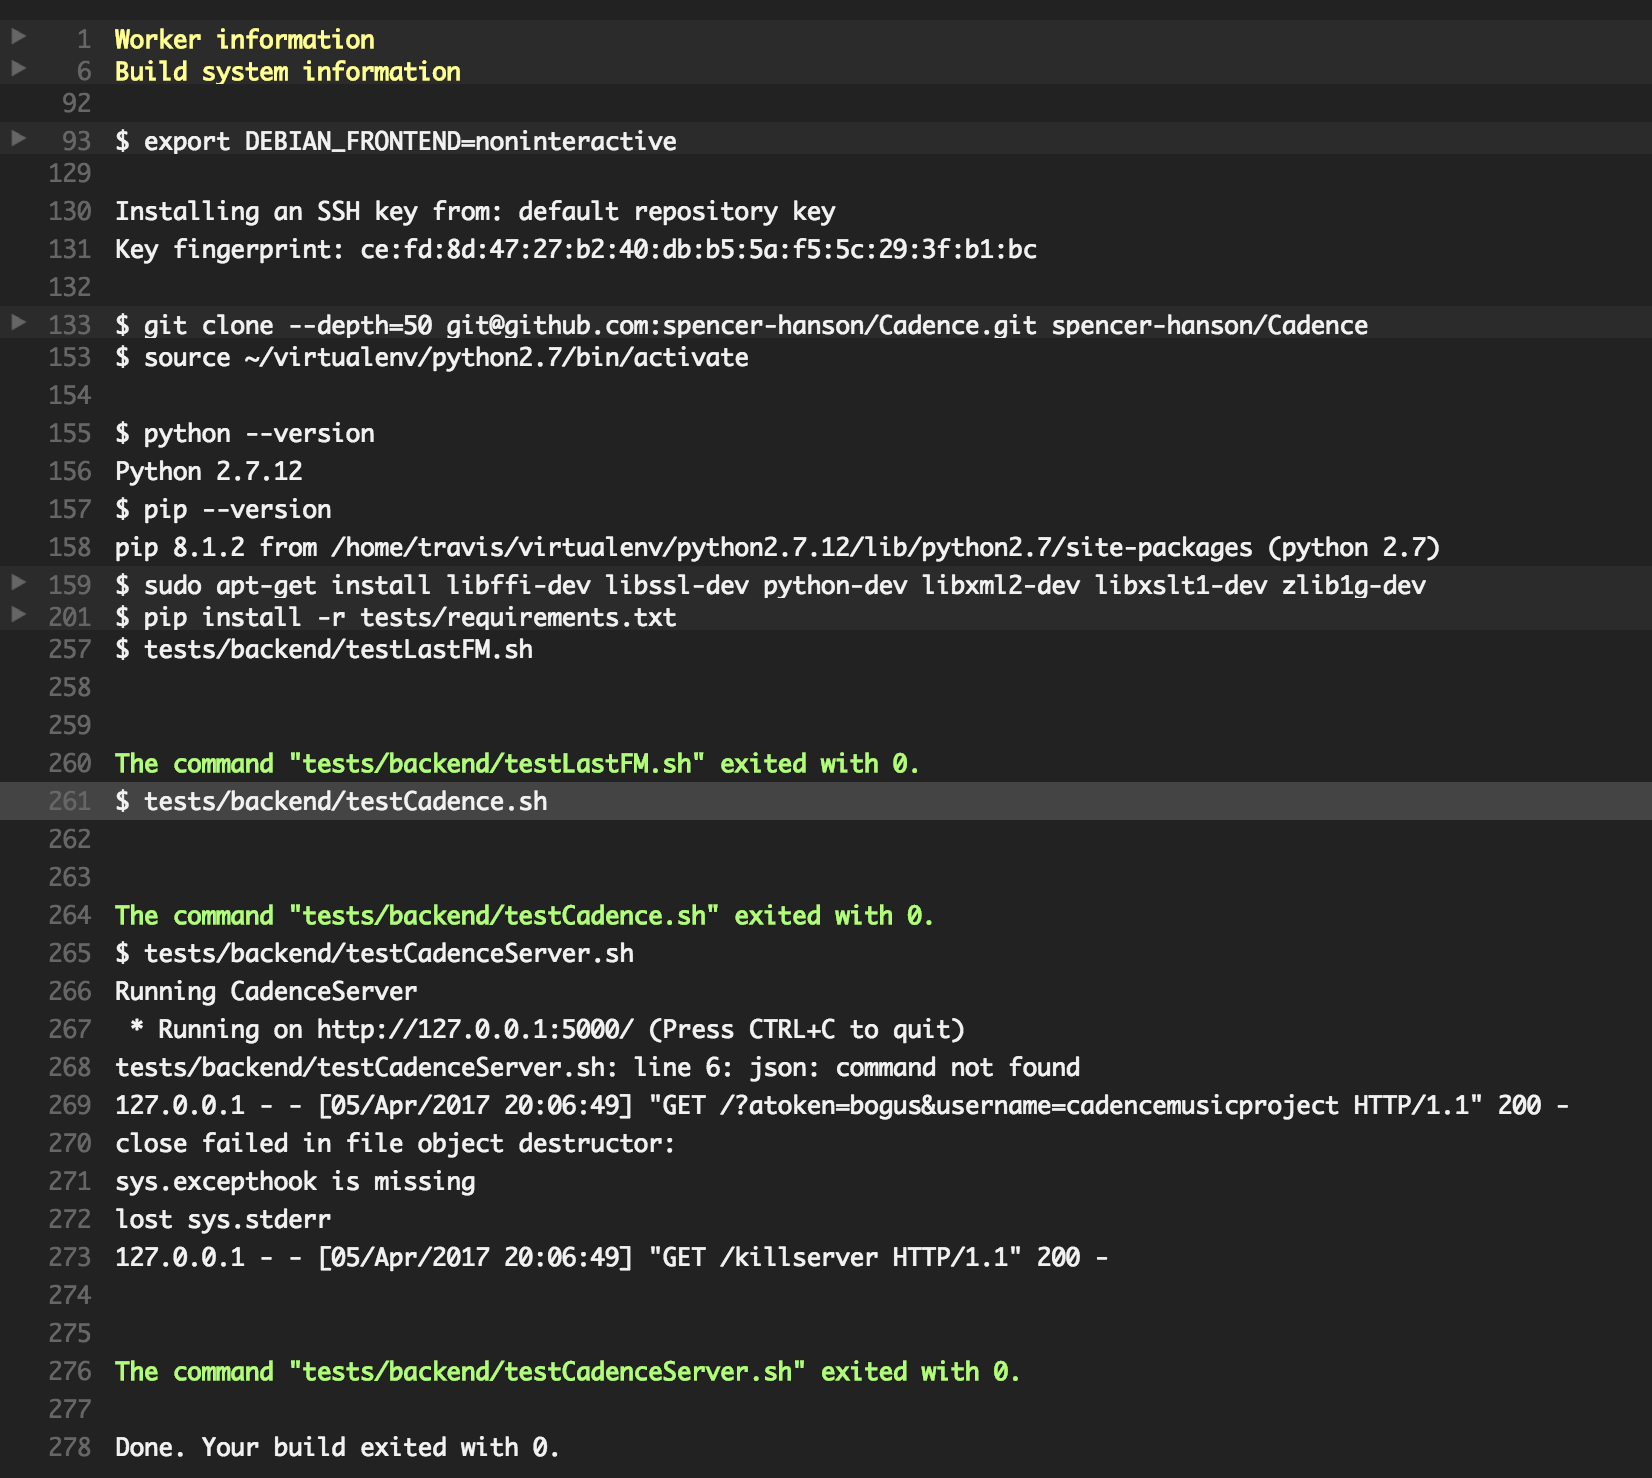 1 Worker information
6 Build system information
92
93 $ export DEBIAN_FRONTEND=noninteractive
129
130 Installing an SSH key from: default repository key
131 Key fingerprint: ce:fd:8d:47:27:b2:40:db:b5:5a:f5:5c:29:3f:b1:bc
132
133 $ git clone --depth=50 git@github.com:spencer-hanson/Cadence.git spencer-hanson/Cadence
153 $ source ~/virtualenv/python2.7/bin/activate
154
155 $ python --version
156 Python 2.7.12
157 $ pip --version
158 pip 8.1.2 from /home/travis/virtualenv/python2.7.12/lib/python2.7/site-packages (python 2.7)
159 $ sudo apt-get install libffi-dev libssl-dev python-dev libxml2-dev libxslt1-dev zlib1g-dev
201 $ pip install -r tests/requirements.txt
257 $ tests/backend/testLastFM.sh
258
259
260 The command "tests/backend/testLastFM.sh" exited with 0.
261 $ tests/backend/testCadence.sh
262
263
264 The command "tests/backend/testCadence.sh" exited with 0.
265 $ tests/backend/testCadenceServer.sh
266 Running CadenceServer
267 * Running on http://127.0.0.1:5000/ (Press CTRL+C to quit)
268 tests/backend/testCadenceServer.sh: line 6: json: command not found
269 127.0.0.1 - - [05/Apr/2017 20:06:49] "GET /?atoken=bogus&username=cadencemusicproject HTTP/1.1" 200 -
270 close failed in file object destructor:
271 sys.excepthook is missing
272 lost sys.stderr
273 127.0.0.1 - - [05/Apr/2017 20:06:49] "GET /killserver HTTP/1.1" 200 -
274
275
276 The command "tests/backend/testCadenceServer.sh" exited with 0.
277
278 Done. Your build exited with 0.